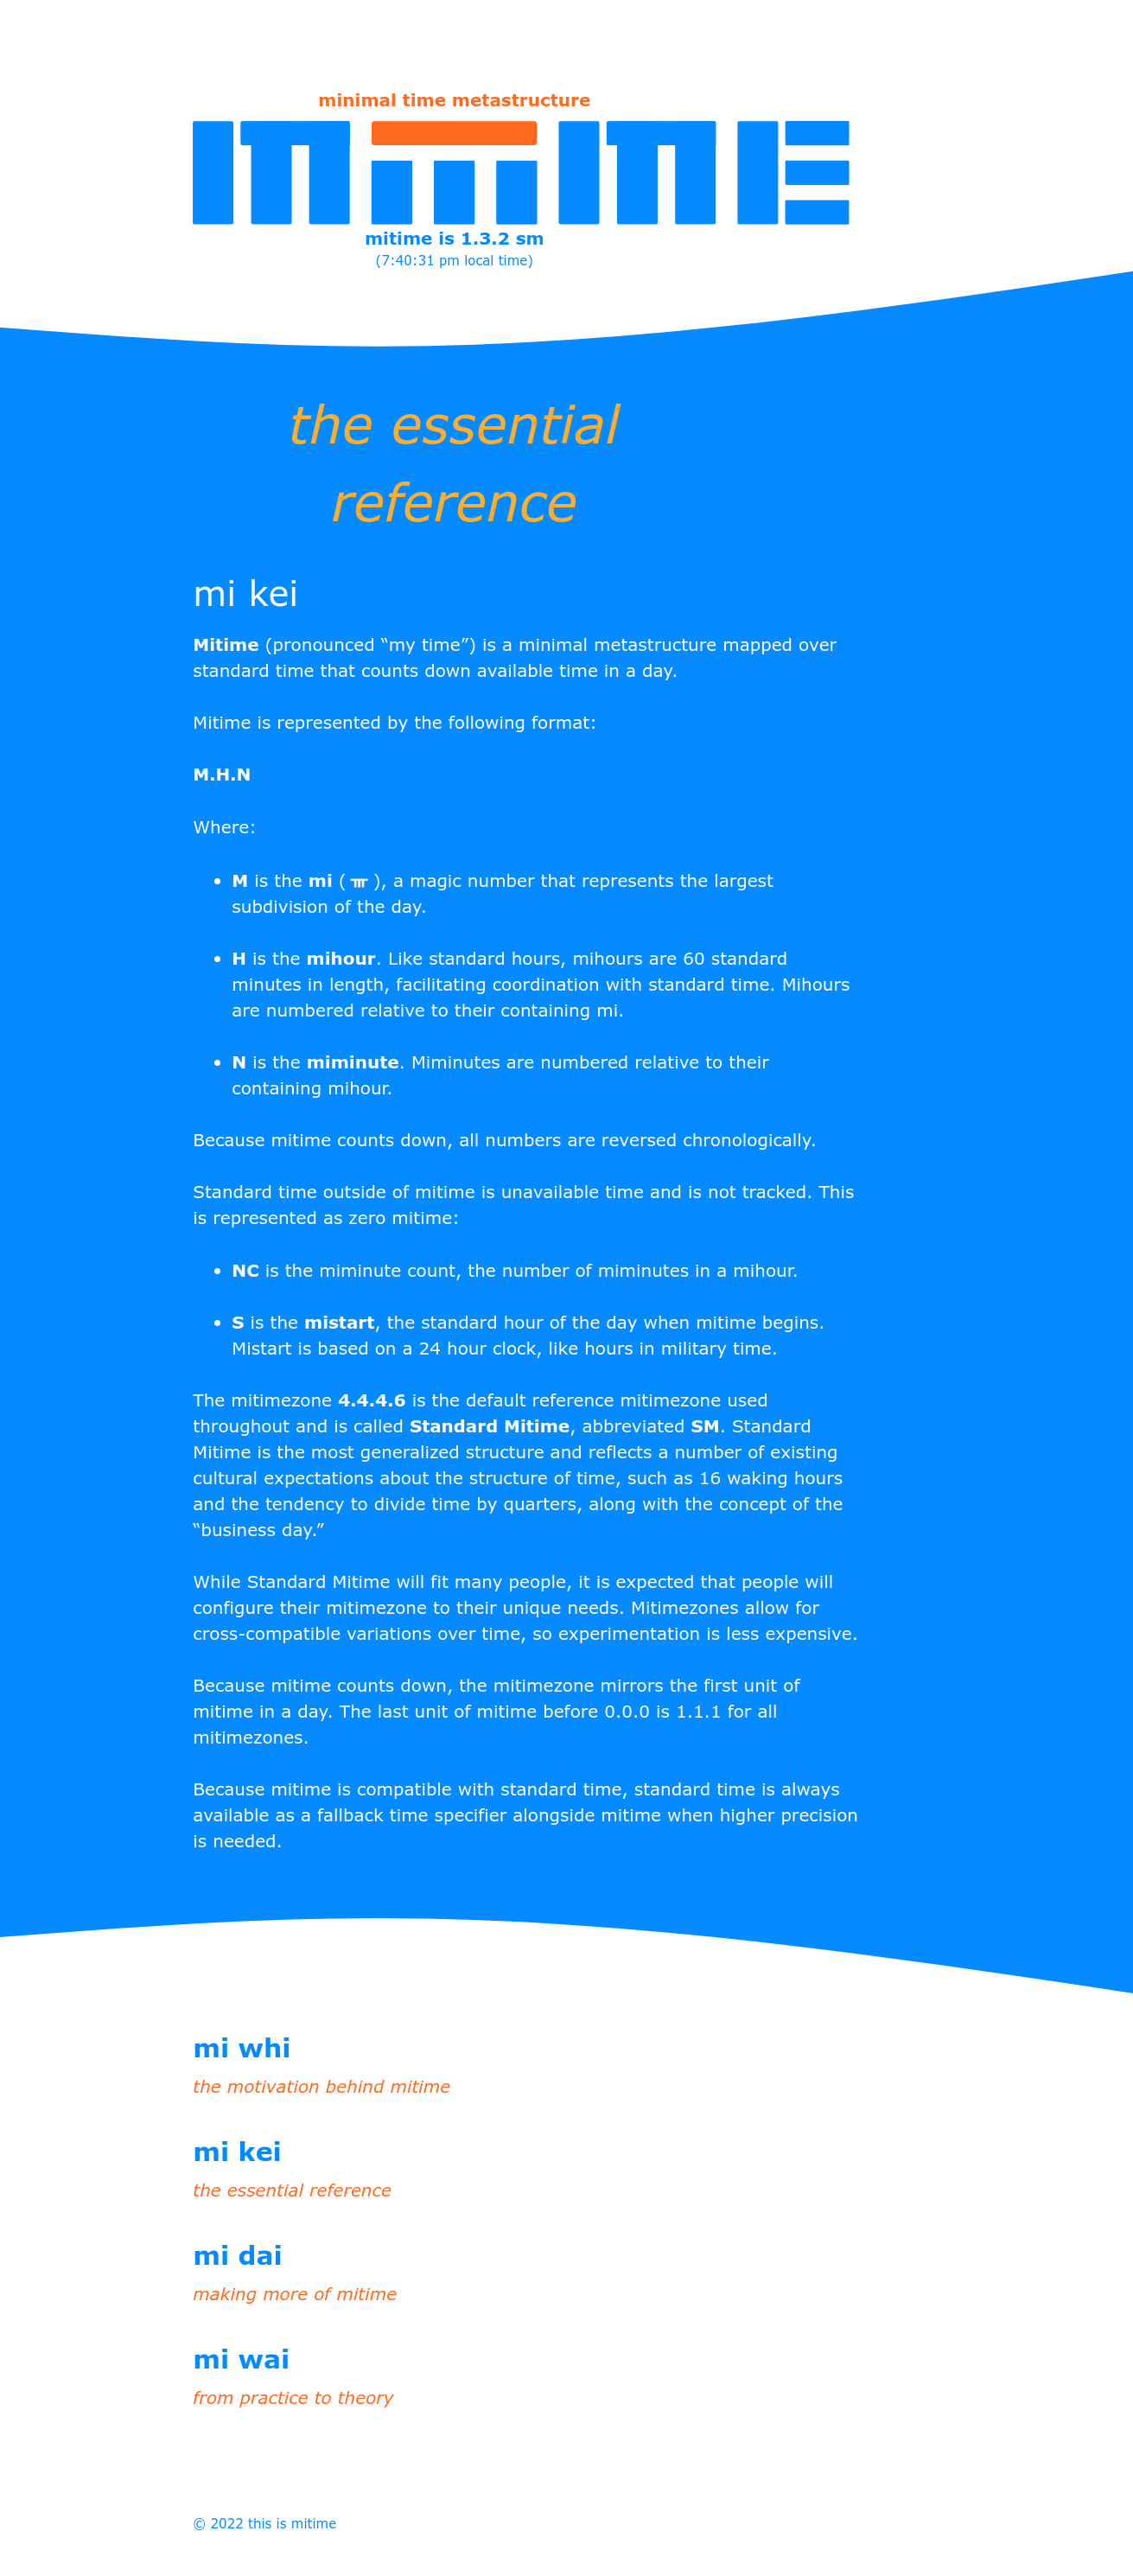 minimal time metastructure
mitime
mitime is 1.3.2 sm
(7:40:31 pm local time)
the essential
reference
mi kei
Mitime (pronounced “my time”) is a minimal metastructure mapped over
standard time that counts down available time in a day.
Mitime is represented by the following format:
M.H.N
Where:
• M is the mi ( ), a magic number that represents the largest
subdivision of the day.
• H is the mihour. Like standard hours, mihours are 60 standard
minutes in length, facilitating coordination with standard time. Mihours
are numbered relative to their containing mi.
• N is the miminute. Miminutes are numbered relative to their
containing mihour.
Because mitime counts down, all numbers are reversed chronologically.
Standard time outside of mitime is unavailable time and is not tracked. This
is represented as zero mitime:
• NC is the miminute count, the number of miminutes in a mihour.
• S is the mistart, the standard hour of the day when mitime begins.
Mistart is based on a 24 hour clock, like hours in military time.
The mitimezone 4.4.4.6 is the default reference mitimezone used
throughout and is called Standard Mitime, abbreviated SM. Standard
Mitime is the most generalized structure and reflects a number of existing
cultural expectations about the structure of time, such as 16 waking hours
and the tendency to divide time by quarters, along with the concept of the
“business day.”
While Standard Mitime will fit many people, it is expected that people will
configure their mitimezone to their unique needs. Mitimezones allow for
cross-compatible variations over time, so experimentation is less expensive.
Because mitime counts down, the mitimezone mirrors the first unit of
mitime in a day. The last unit of mitime before 0.0.0 is 1.1.1 for all
mitimezones.
Because mitime is compatible with standard time, standard time is always
available as a fallback time specifier alongside mitime when higher precision
is needed.
mi whi
the motivation behind mitime
mi kei
the essential reference
mi dai
making more of mitime
mi wai
from practice to theory
© 2022 this is mitime